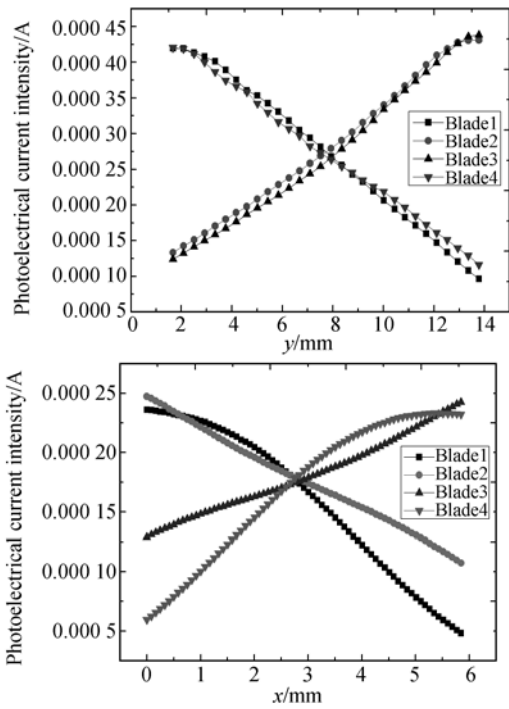 Photoelectrical current intensity/A
0.000 45
0.000 40
0.000 35
0.000 30
0.000 25
0.000 20
0.000 15
0.000 10
0.000 5
Blade1
Blade2
Blade3
Blade4
2 4 6 8 10 12 14
y/mm
Photoelectrical current intensity/A
0.000 25
0.000 20
0.000 15
0.000 10
0.000 5
Blade1
Blade2
Blade3
Blade4
0 1 2 3 4 5 6
x/mm